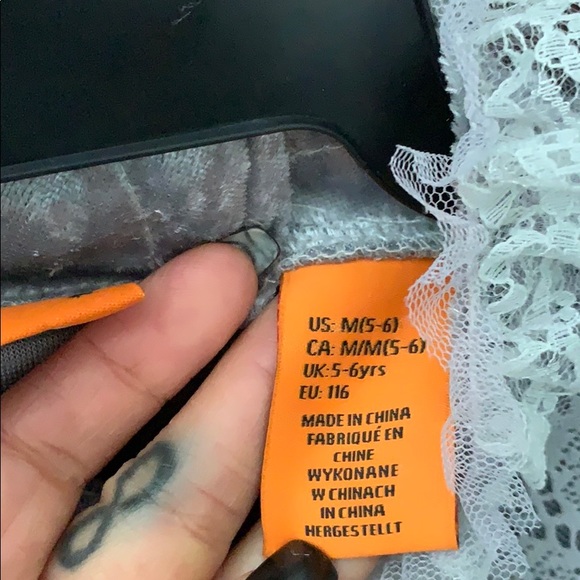 US: M(5-6)
CA: M/M(5-6)
UK: 5-6yrs
EU: 116
MADE IN CHINA
FABRIQUÉ EN
CHINE
WYKONANE
W CHINACH
IN CHINA
HERGESTELLT